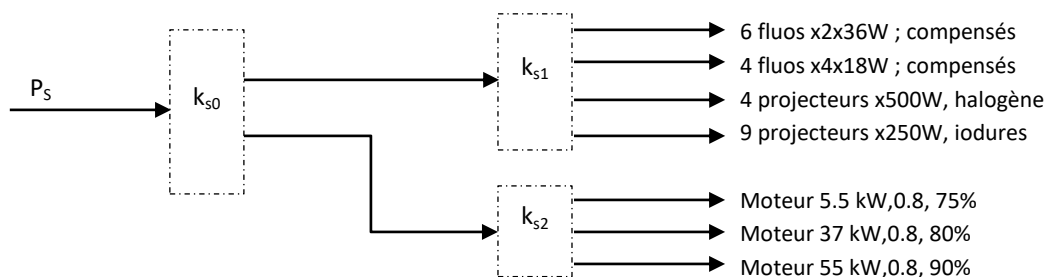 P_S
k_s0
k_s1
6 fluos x2x36W ; compensés
4 fluos x4x18W ; compensés
4 projecteurs x500W, halogène
9 projecteurs x250W, iodures
k_s2
Moteur 5.5 kW,0.8, 75%
Moteur 37 kW,0.8, 80%
Moteur 55 kW,0.8, 90%